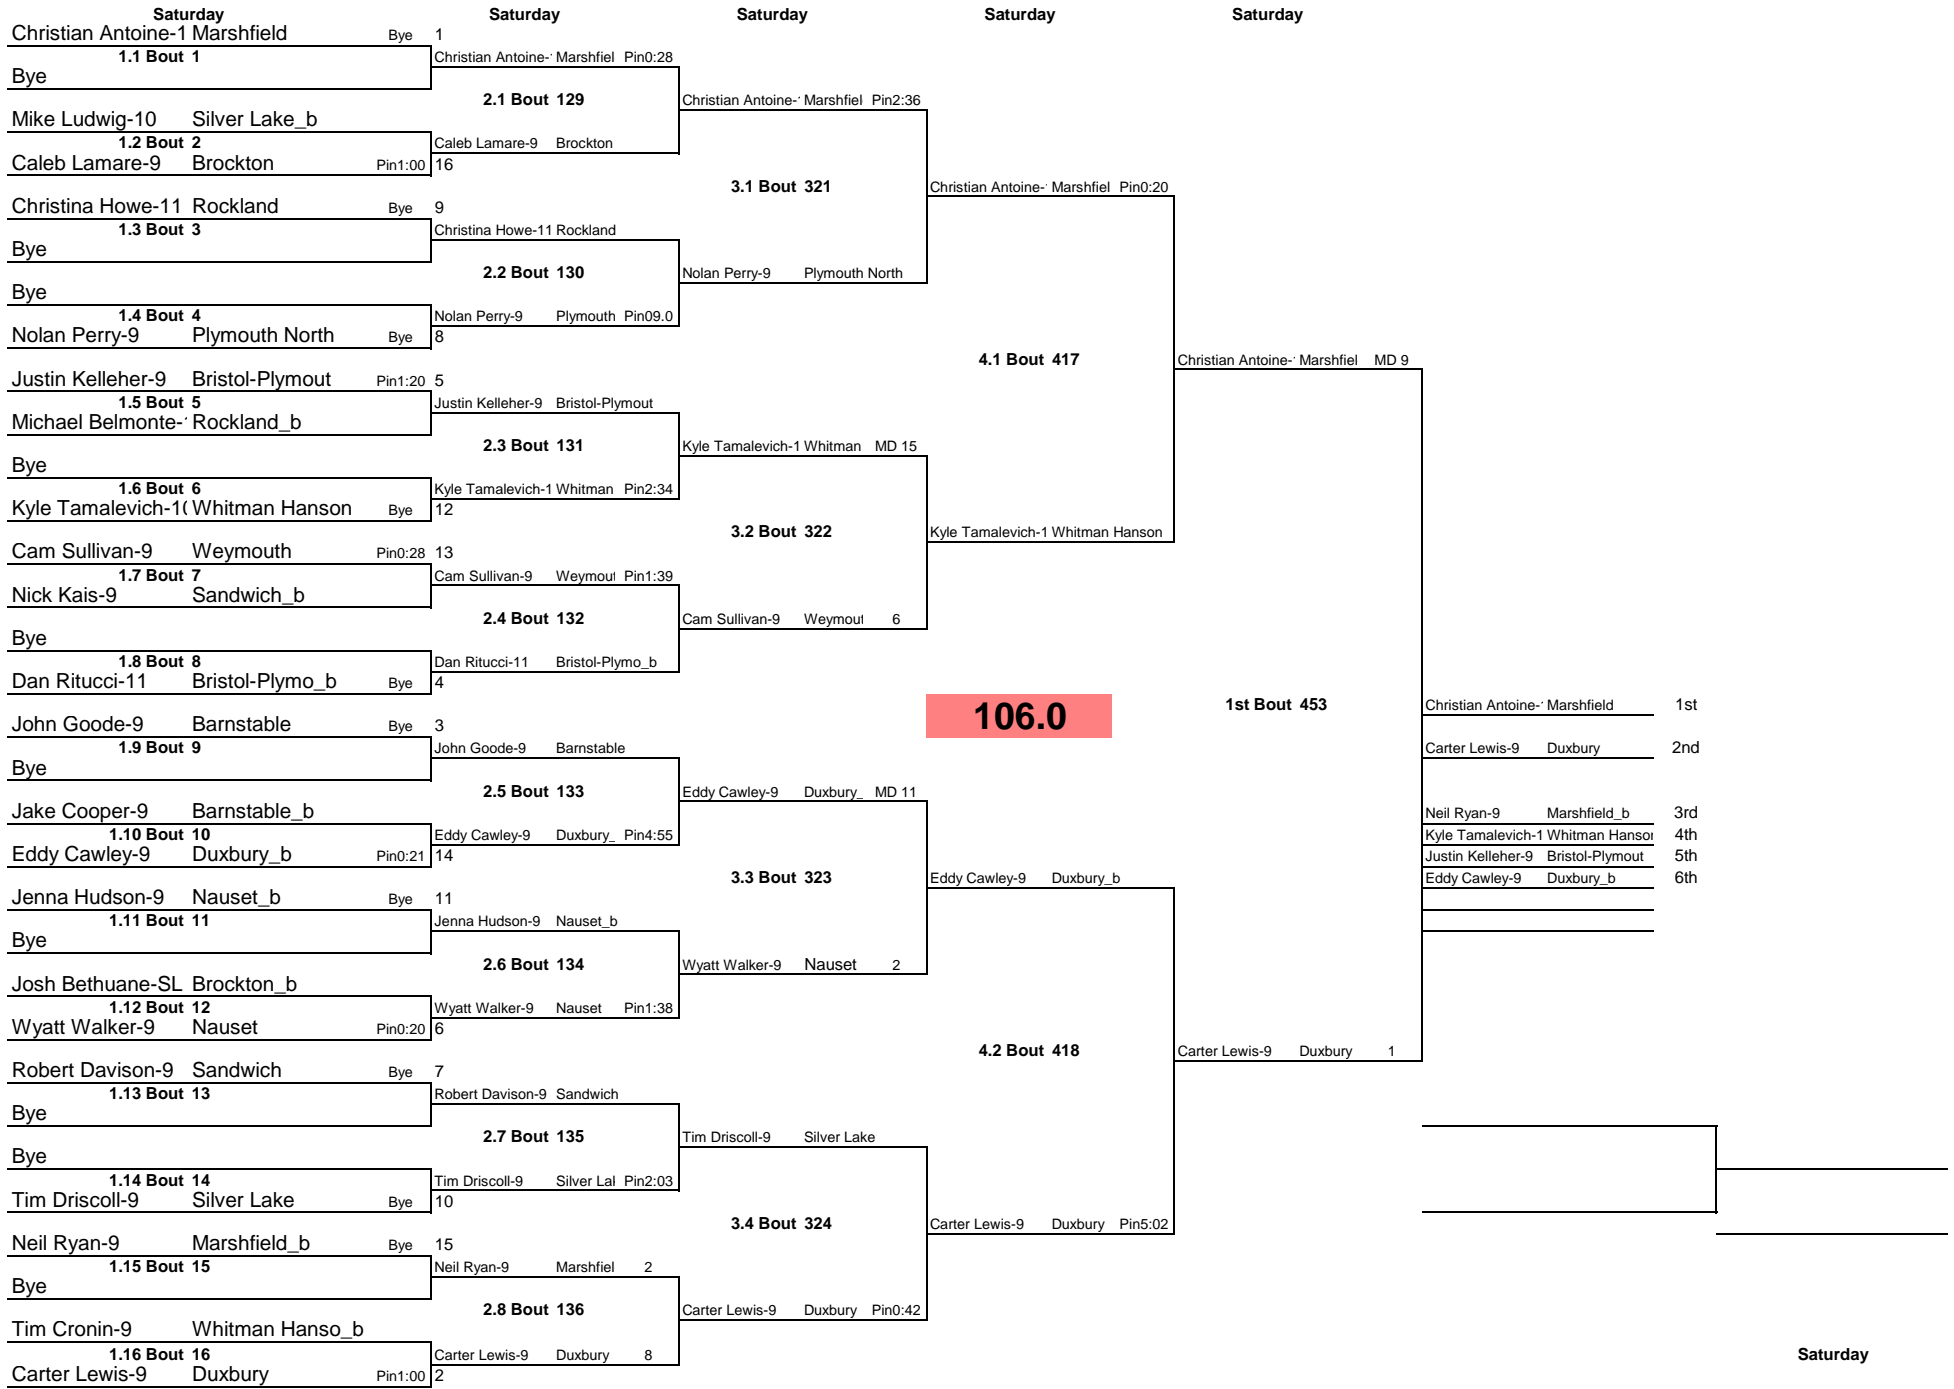 Saturday Saturday Saturday Saturday Saturday
Christian Antoine-1 Marshfield Bye 1
1.1 Bout 1
Christian Antoine-1 Marshfiel Pin0:28
Bye
2.1 Bout 129
Christian Antoine-1 Marshfiel Pin2:36
Mike Ludwig-10 Silver Lake_b
1.2 Bout 2
Caleb Lamare-9 Brockton
Caleb Lamare-9 Brockton Pin1:00 16
3.1 Bout 321
Christian Antoine-1 Marshfiel Pin0:20
Christina Howe-11 Rockland Bye 9
1.3 Bout 3
Christina Howe-11 Rockland
Bye
2.2 Bout 130
Nolan Perry-9 Plymouth North
Bye
1.4 Bout 4
Nolan Perry-9 Plymouth Pin09.0
Nolan Perry-9 Plymouth North Bye 8
4.1 Bout 417
Christian Antoine-1 Marshfiel MD 9
Justin Kelleher-9 Bristol-Plymout Pin1:20 5
1.5 Bout 5
Justin Kelleher-9 Bristol-Plymout
Michael Belmonte-1 Rockland_b
2.3 Bout 131
Kyle Tamalevich-1 Whitman MD 15
Bye
1.6 Bout 6
Kyle Tamalevich-1 Whitman Pin2:34
Kyle Tamalevich-10 Whitman Hanson Bye 12
3.2 Bout 322
Kyle Tamalevich-1 Whitman Hanson
Cam Sullivan-9 Weymouth Pin0:28 13
1.7 Bout 7
Cam Sullivan-9 Weymout Pin1:39
Nick Kais-9 Sandwich_b
2.4 Bout 132
Cam Sullivan-9 Weymout 6
Bye
1.8 Bout 8
Dan Ritucci-11 Bristol-Plymo_b
Dan Ritucci-11 Bristol-Plymo_b Bye 4
106.0
1st Bout 453
Christian Antoine-1 Marshfield 1st
John Goode-9 Barnstable Bye 3
1.9 Bout 9
John Goode-9 Barnstable
Carter Lewis-9 Duxbury 2nd
Bye
2.5 Bout 133
Eddy Cawley-9 Duxbury_ MD 11
Jake Cooper-9 Barnstable_b
Neil Ryan-9 Marshfield_b 3rd
1.10 Bout 10
Eddy Cawley-9 Duxbury_ Pin4:55
Kyle Tamalevich-1 Whitman Hanson 4th
Eddy Cawley-9 Duxbury_b Pin0:21 14
Justin Kelleher-9 Bristol-Plymout 5th
3.3 Bout 323
Eddy Cawley-9 Duxbury_b
Eddy Cawley-9 Duxbury_b 6th
Jenna Hudson-9 Nauset_b Bye 11
1.11 Bout 11
Jenna Hudson-9 Nauset_b
Bye
2.6 Bout 134
Wyatt Walker-9 Nauset 2
Josh Bethuane-SL Brockton_b
1.12 Bout 12
Wyatt Walker-9 Nauset Pin1:38
Wyatt Walker-9 Nauset Pin0:20 6
4.2 Bout 418
Carter Lewis-9 Duxbury 1
Robert Davison-9 Sandwich Bye 7
1.13 Bout 13
Robert Davison-9 Sandwich
Bye
2.7 Bout 135
Tim Driscoll-9 Silver Lake
Bye
1.14 Bout 14
Tim Driscoll-9 Silver Lal Pin2:03
Tim Driscoll-9 Silver Lake Bye 10
3.4 Bout 324
Carter Lewis-9 Duxbury Pin5:02
Neil Ryan-9 Marshfield_b Bye 15
1.15 Bout 15
Neil Ryan-9 Marshfiel 2
Bye
2.8 Bout 136
Carter Lewis-9 Duxbury Pin0:42
Tim Cronin-9 Whitman Hanso_b
1.16 Bout 16
Carter Lewis-9 Duxbury 8
Saturday
Carter Lewis-9 Duxbury Pin1:00 2